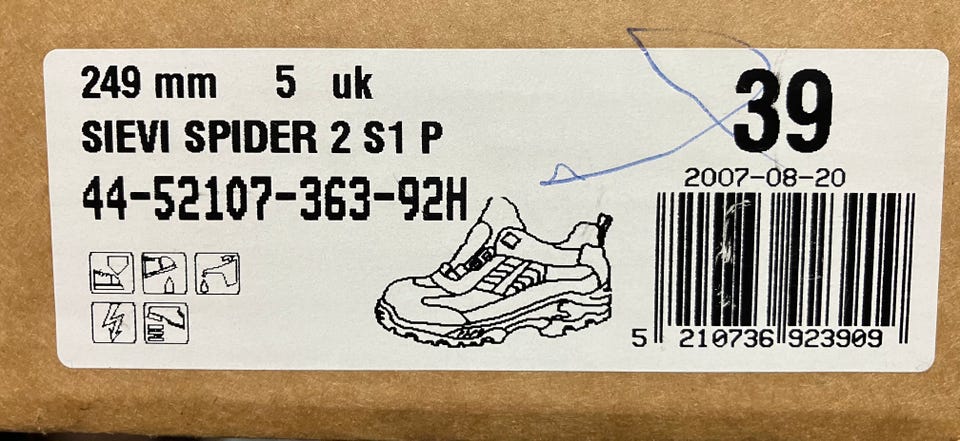 249 mm 5 uk
SIEVI SPIDER 2 S1 P
44-52107-363-92H
39
2007-08-20
5 210736 923909